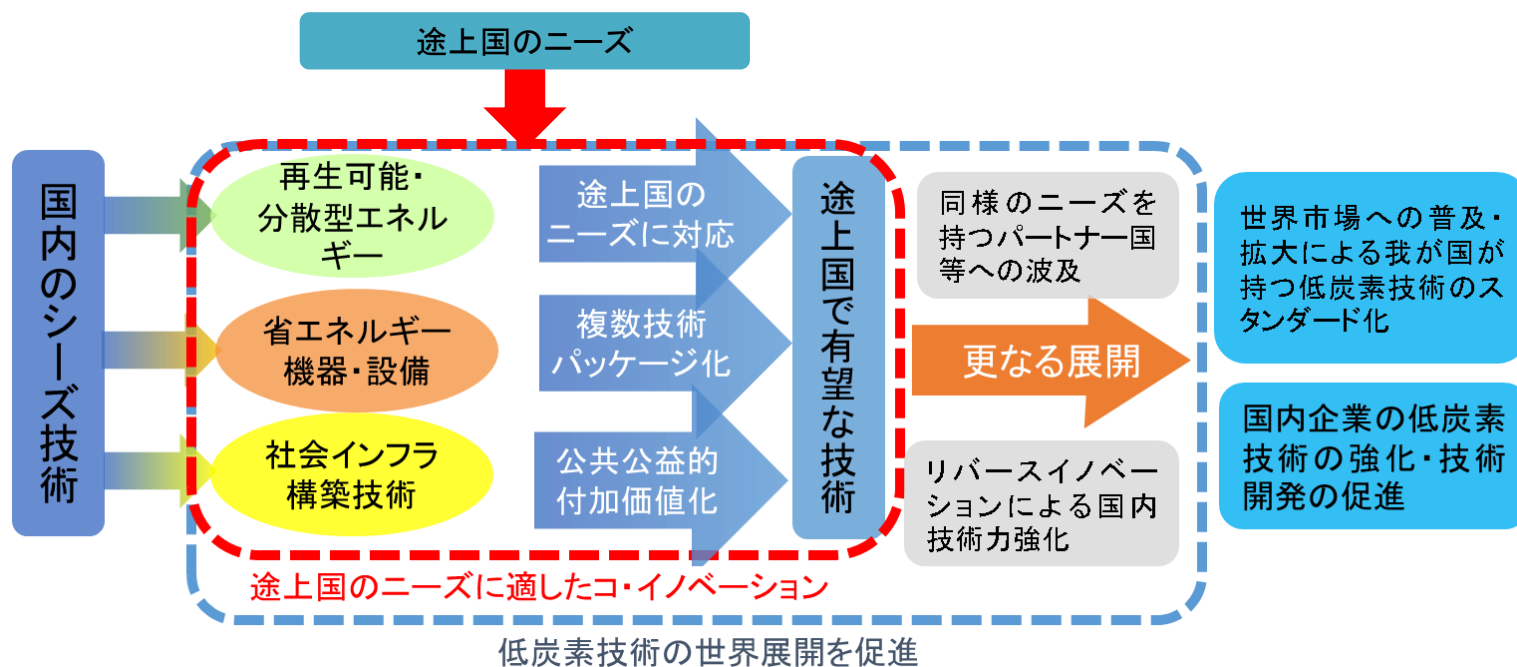 途上国のニーズ
国内のシーズ技術
再生可能・
分散型エネル
ギー
省エネルギー
機器・設備
社会インフラ
構築技術
途上国の
ニーズに対応
複数技術
パッケージ化
公共公益的
付加価値化
途上国で有望な技術
同様のニーズを
持つパートナー国
等への波及
更なる展開
リバースイノベー
ションによる国内
技術力強化
世界市場への普及・
拡大による我が国が
持つ低炭素技術のス
タンダード化
国内企業の低炭素
技術の強化・技術
開発の促進
途上国のニーズに適したコ・イノベーション
低炭素技術の世界展開を促進